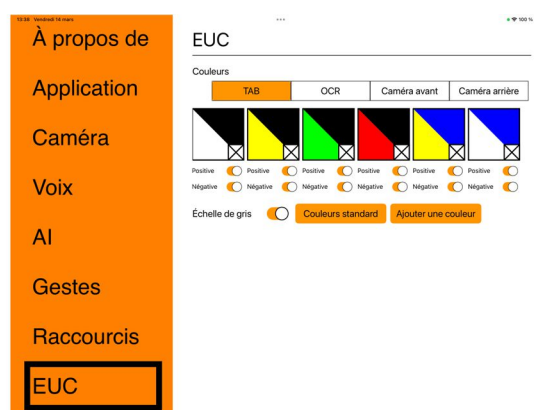 13:38 Vendredi 14 mars
100 %
À propos de
Application
Caméra
Voix
AI
Gestes
Raccourcis
EUC
EUC
Couleurs
TAB OCR Caméra avant Caméra arrière
Positive Positive Positive Positive Positive Positive
Négative Négative Négative Négative Négative Négative
Échelle de gris Couleurs standard Ajouter une couleur